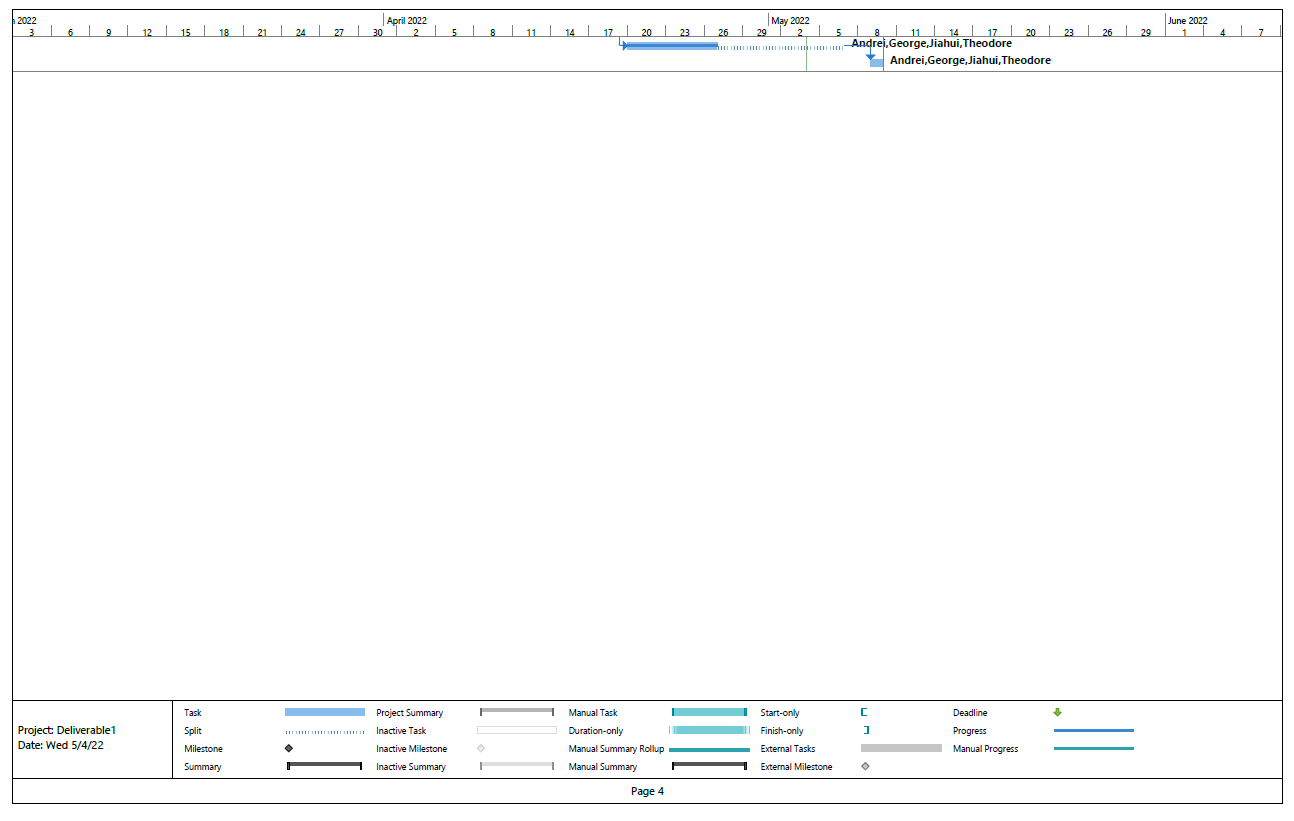 2022 April 2022 May 2022 June 2022
3 6 9 12 15 18 21 24 27 30 2 5 8 11 14 17 20 23 26 29 2 5 8 11 14 17 20 23 26 29 1 4 7
Andrei,George,Jiahui,Theodore
Andrei,George,Jiahui,Theodore
Project: Deliverable1
Date: Wed 5/4/22
Task Project Summary Manual Task Start-only Deadline
Split Inactive Task Duration-only Finish-only Progress
Milestone Inactive Milestone Manual Summary Rollup External Tasks Manual Progress
Summary Inactive Summary Manual Summary External Milestone
Page 4